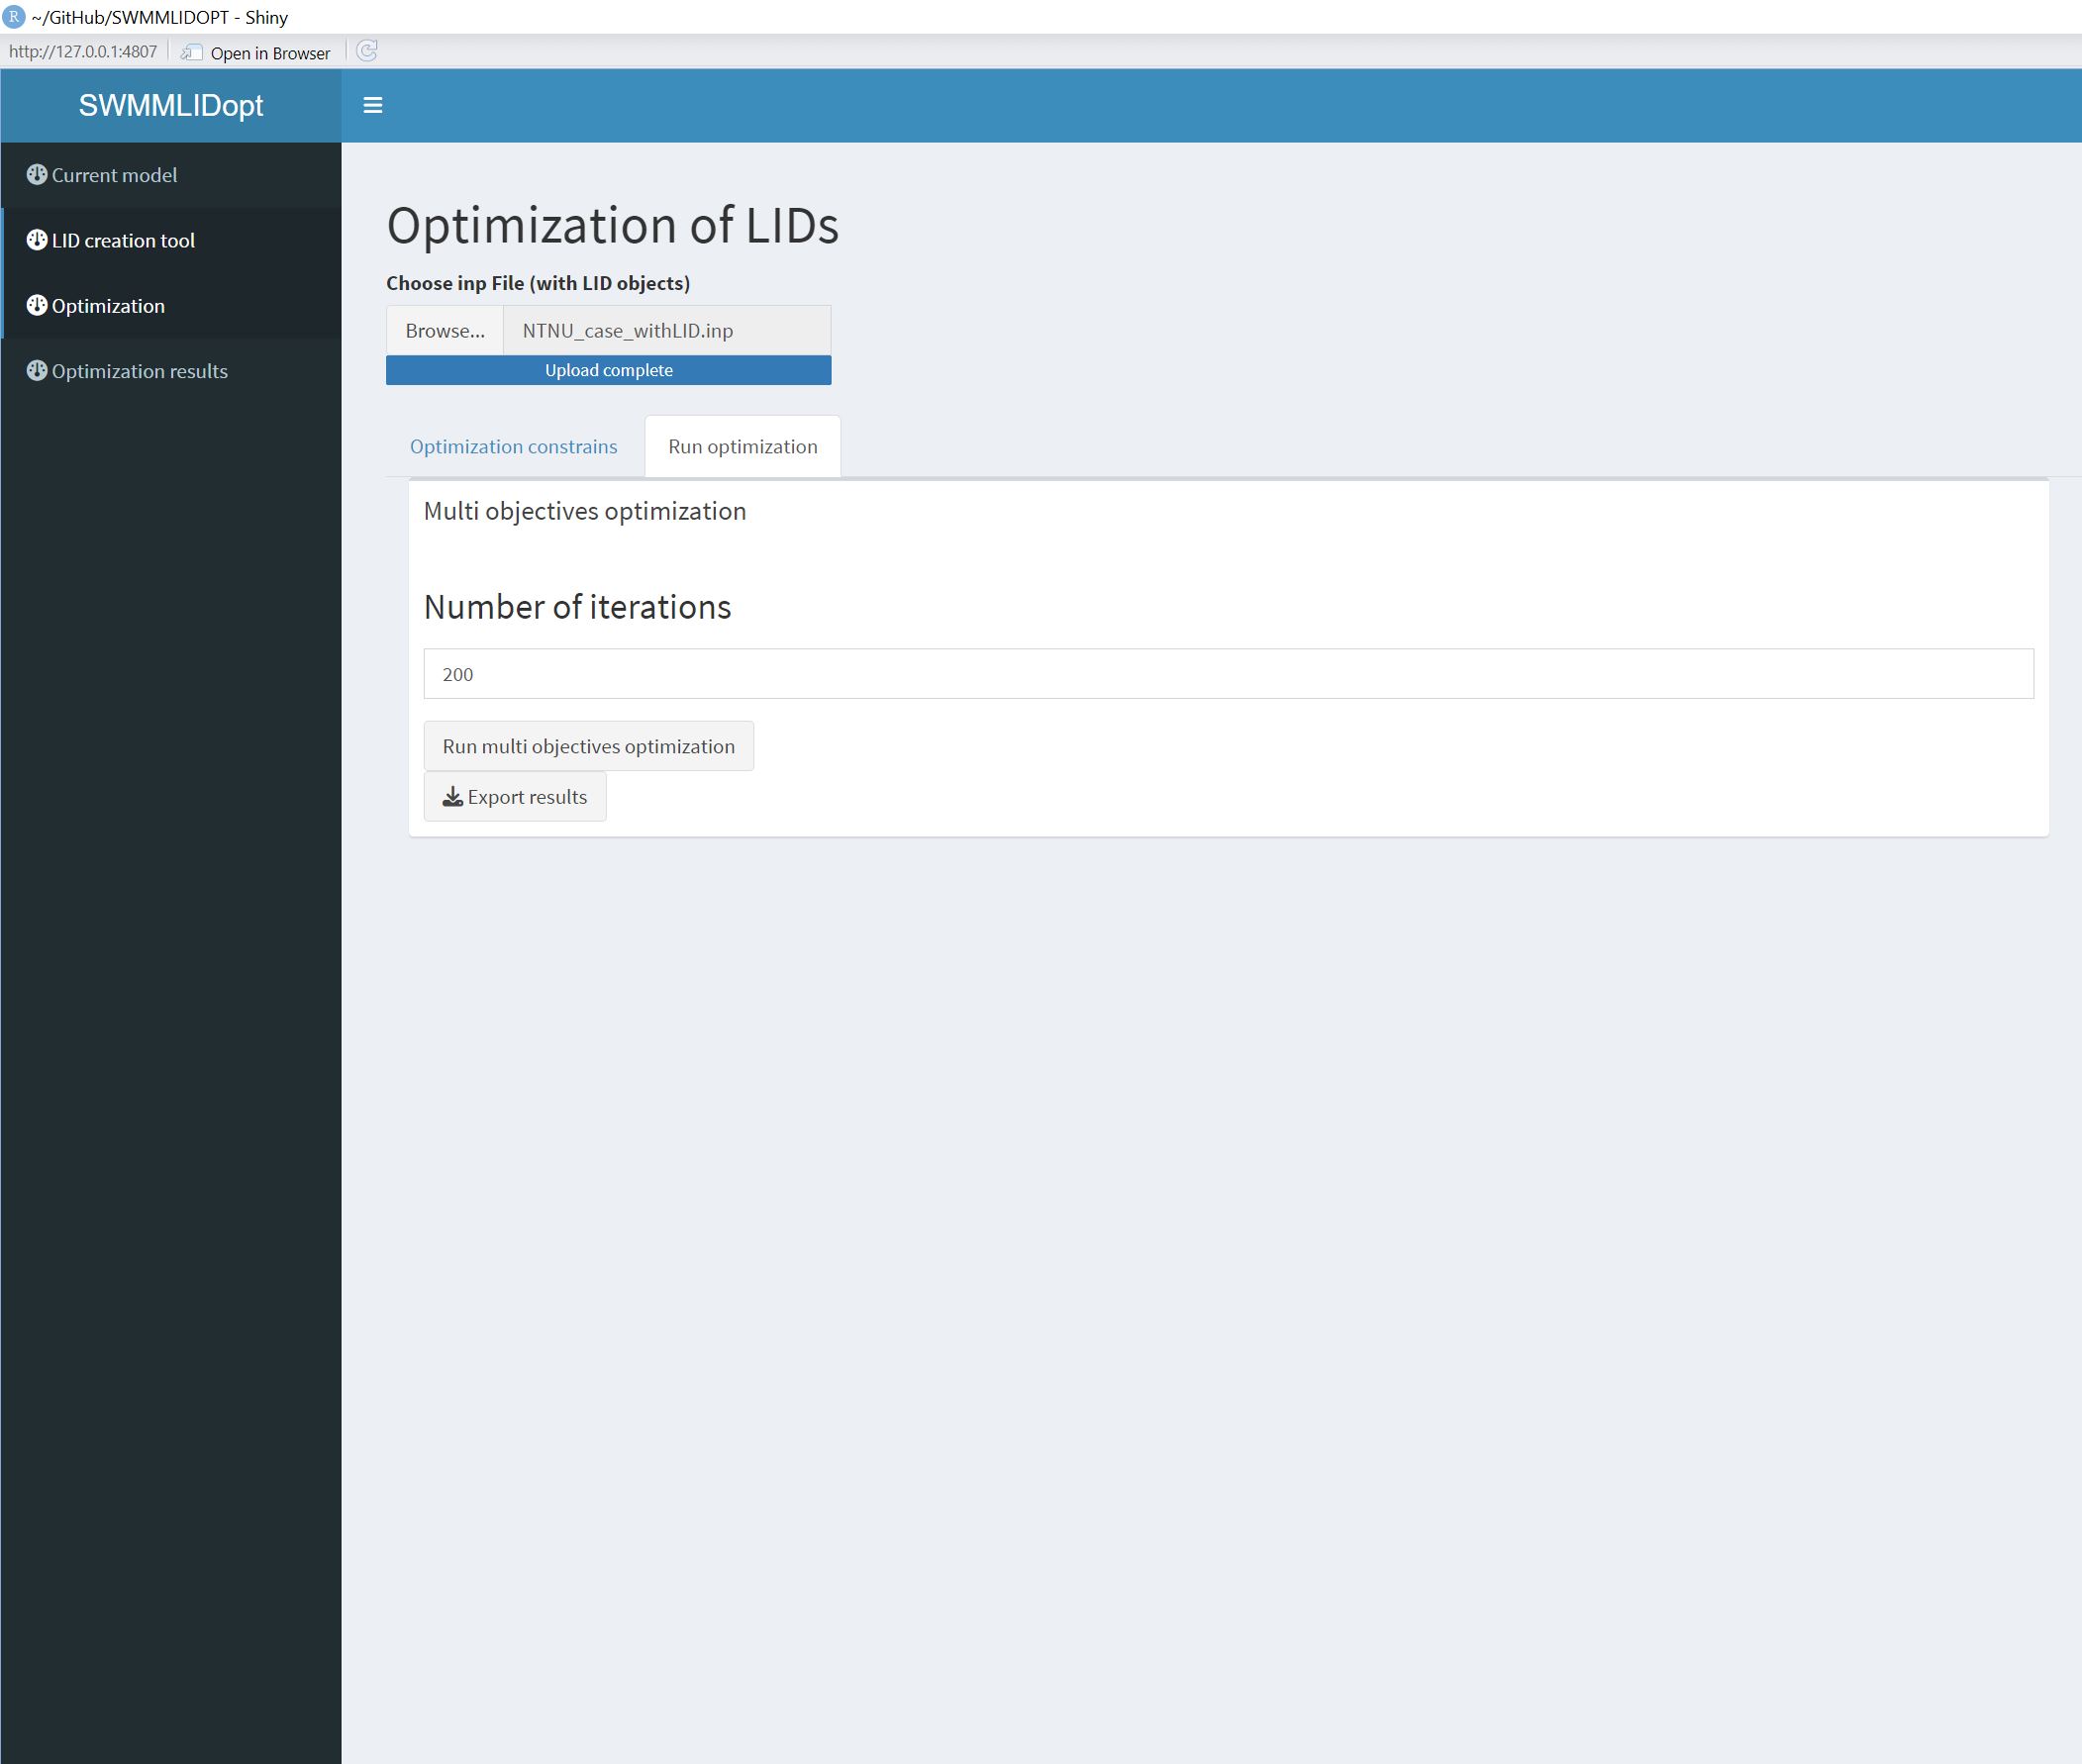 R ~/GitHub/SWMMLIDOPT - Shiny
http://127.0.0.1:4807 Open in Browser
SWMMLIDopt
Current model
LID creation tool
Optimization
Optimization results
Optimization of LIDs
Choose inp File (with LID objects)
Browse... NTNU_case_withLID.inp
Upload complete
Optimization constrains Run optimization
Multi objectives optimization
Number of iterations
200
Run multi objectives optimization
Export results